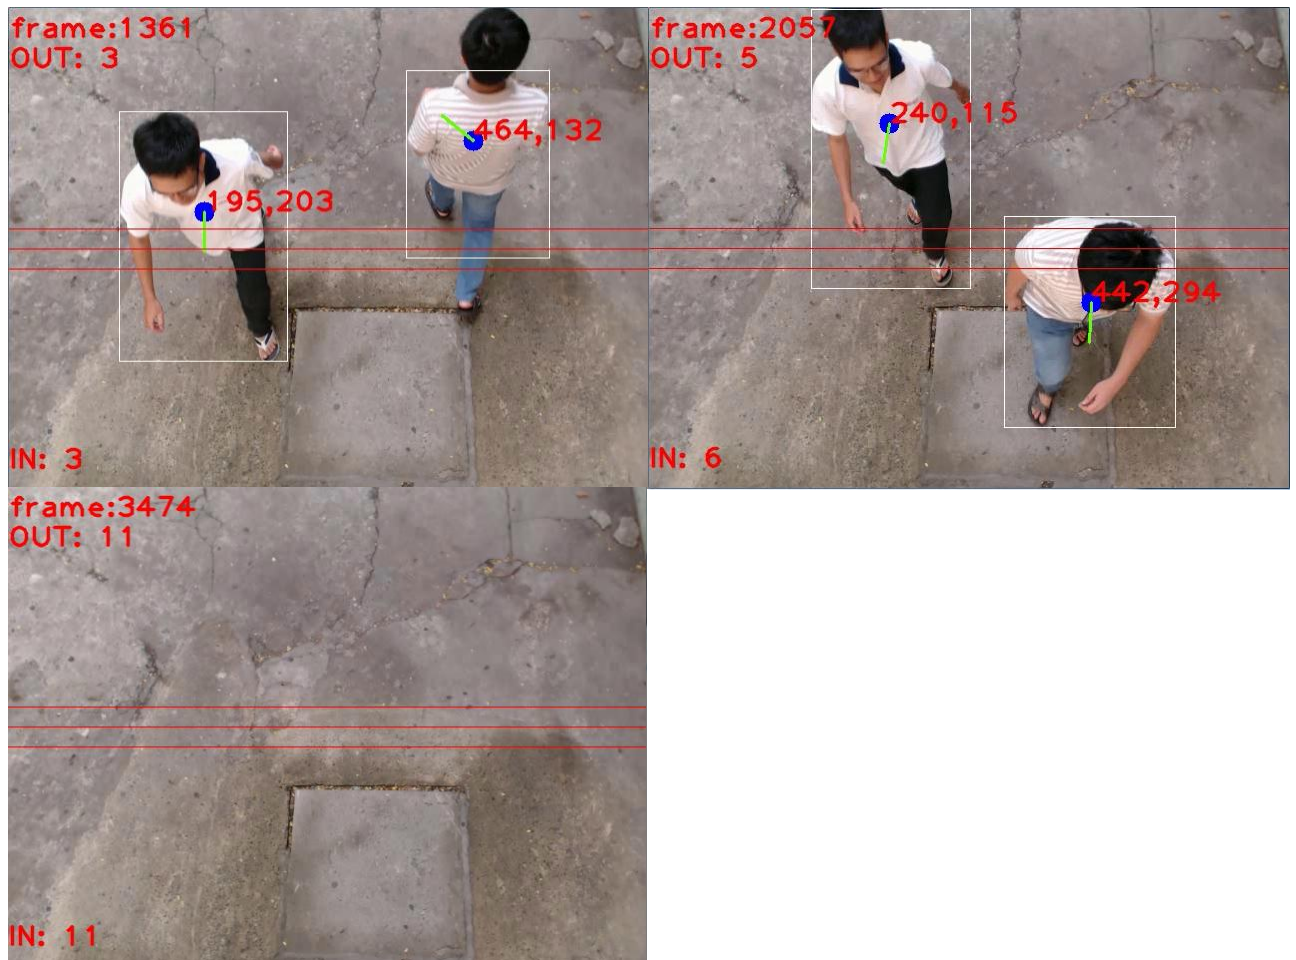 frame:1361
OUT: 3
464,132
195,203
IN: 3
frame:2057
OUT: 5
240,115
442,294
IN: 6
frame:3474
OUT: 11
IN: 11